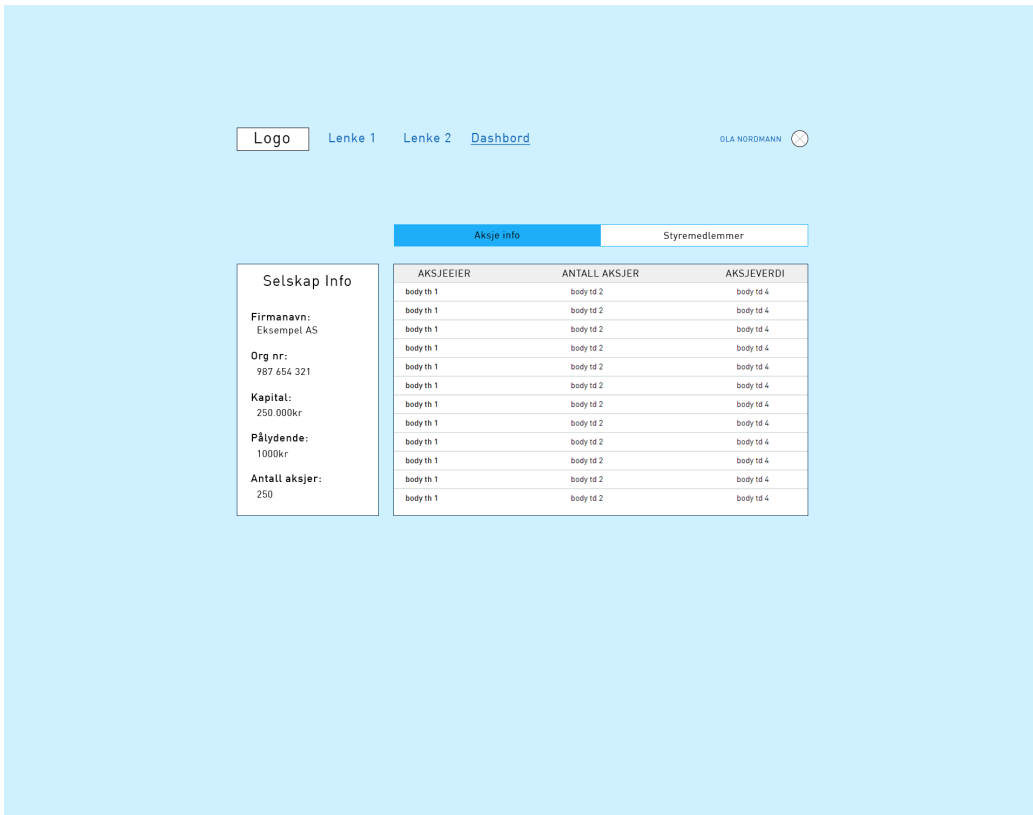 Logo Lenke 1 Lenke 2 Dashbord OLA NORDMANN
Aksje info Styremedlemmer
Selskap Info
Firmanavn:
Eksempel AS
Org nr:
987 654 321
Kapital:
250.000kr
Pålydende:
1000kr
Antall aksjer:
250
AKSJEEIER ANTALL AKSJER AKSJEVERDI
body th 1 body td 2 body td 4
body th 1 body td 2 body td 4
body th 1 body td 2 body td 4
body th 1 body td 2 body td 4
body th 1 body td 2 body td 4
body th 1 body td 2 body td 4
body th 1 body td 2 body td 4
body th 1 body td 2 body td 4
body th 1 body td 2 body td 4
body th 1 body td 2 body td 4
body th 1 body td 2 body td 4
body th 1 body td 2 body td 4